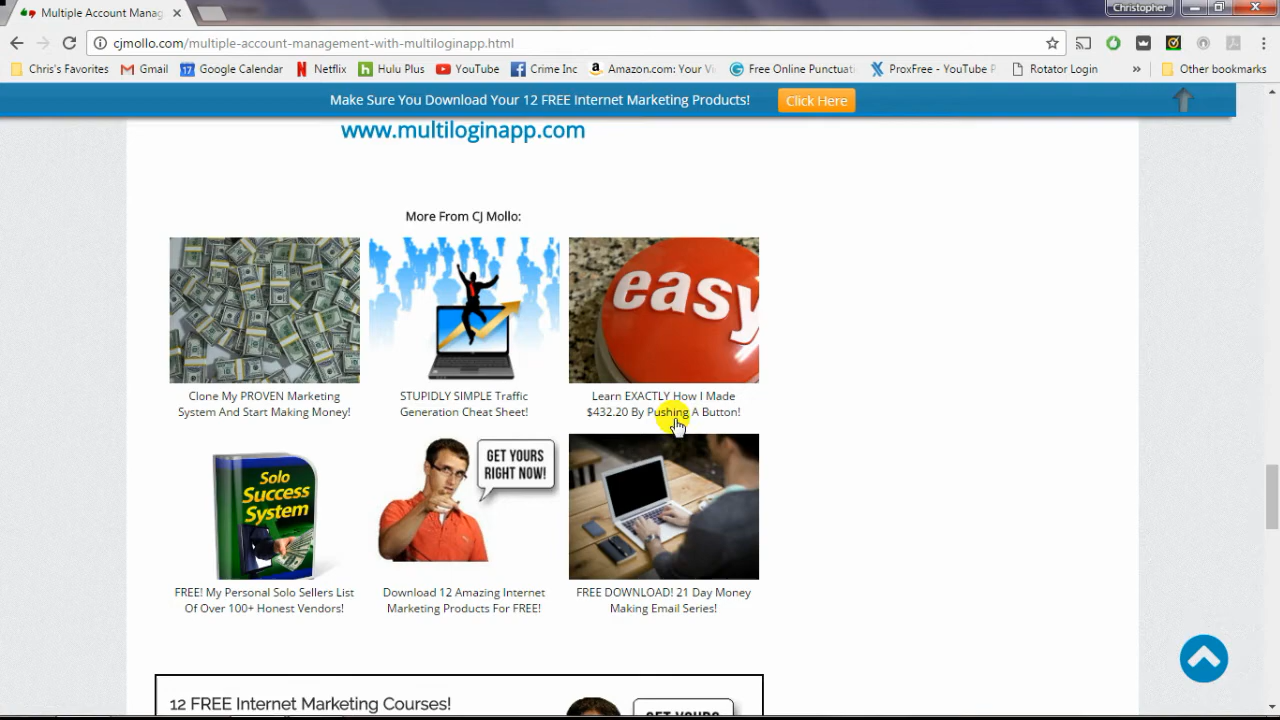 Multiple Account Manag
Christopher
cjmollo.com/multiple-account-management-with-multiloginapp.html
Chris's Favorites
Gmail
17
Google Calendar
Netflix
Hulu Plus
YouTube
Crime Inc
Amazon.com: Your Vi
Free Online Punctuati
ProxFree - YouTube P
Rotator Login
»
Other bookmarks
Make Sure You Download Your 12 FREE Internet Marketing Products!
Click Here
www.multiloginapp.com
More From CJ Mollo:
easy
Clone My PROVEN Marketing
System And Start Making Money!
STUPIDLY SIMPLE Traffic
Generation Cheat Sheet!
Learn EXACTLY How I Made
$432.20 By Pushing A Button!
Solo
Success
System
GET YOURS
RIGHT NOW!
FREE! My Personal Solo Sellers List
Of Over 100+ Honest Vendors!
Download 12 Amazing Internet
Marketing Products For FREE!
FREE DOWNLOAD! 21 Day Money
Making Email Series!
12 FREE Internet Marketing Courses!
GET YOURS